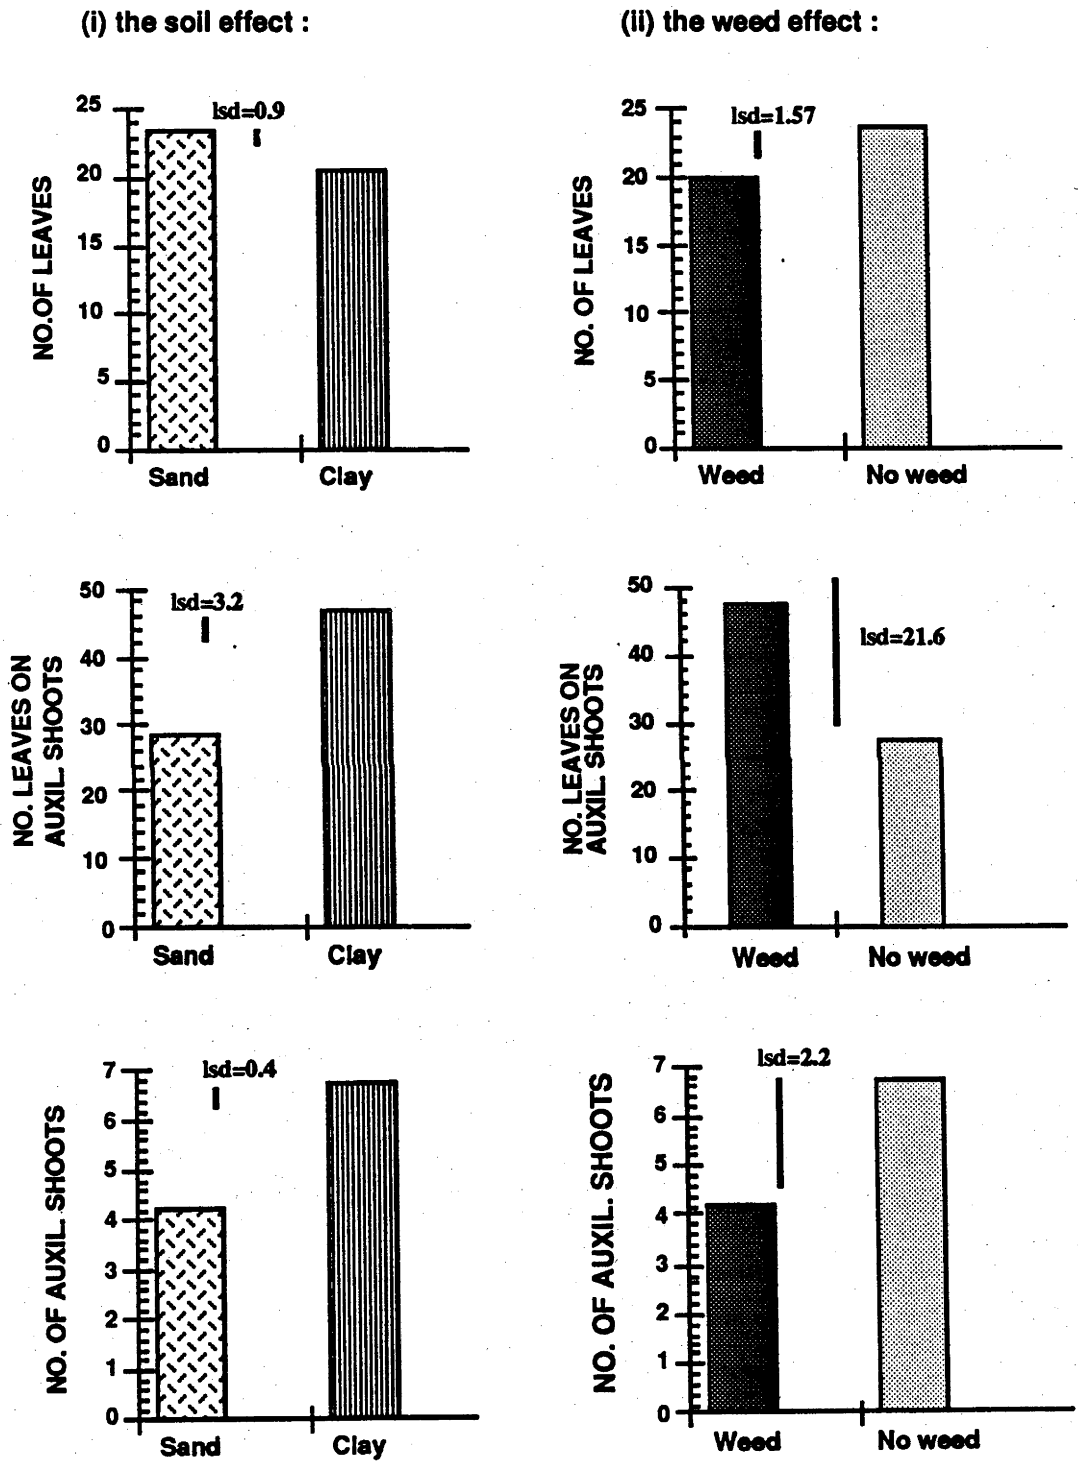 (i) the soil effect :
(ii) the weed effect :
NO.OF LEAVES
25
20
15
10
5
0
lsd=0.9
Sand
Clay
NO. OF LEAVES
25
20
15
10
5
0
lsd=1.57
Weed
No weed
NO. LEAVES ON
AUXIL. SHOOTS
50
40
30
20
10
0
lsd=3.2
Sand
Clay
NO. LEAVES ON
AUXIL. SHOOTS
50
40
30
20
10
0
lsd=21.6
Weed
No weed
NO. OF AUXIL. SHOOTS
7
6
5
4
3
2
1
0
lsd=0.4
Sand
Clay
NO. OF AUXIL. SHOOTS
7
6
5
4
3
2
1
0
lsd=2.2
Weed
No weed